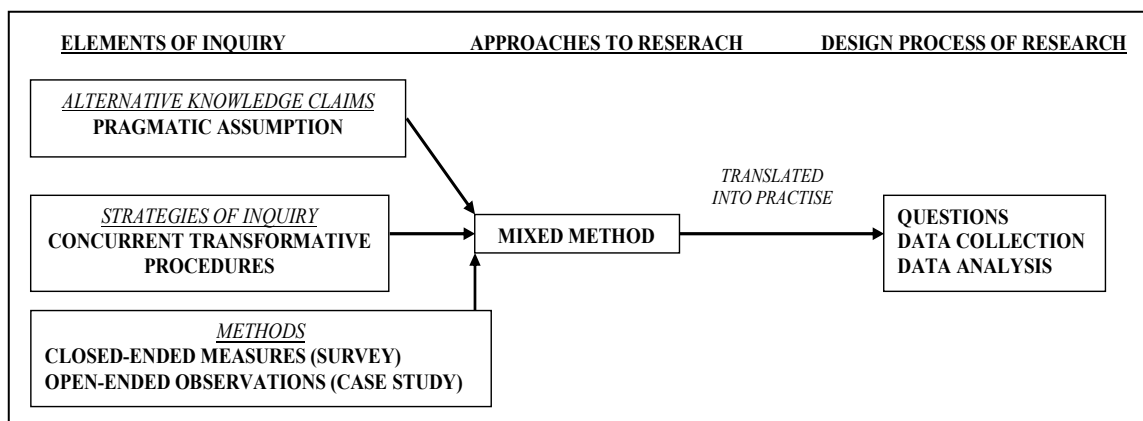 ELEMENTS OF INQUIRY
APPROACHES TO RESERACH
DESIGN PROCESS OF RESEARCH
ALTERNATIVE KNOWLEDGE CLAIMS
PRAGMATIC ASSUMPTION
STRATEGIES OF INQUIRY
CONCURRENT TRANSFORMATIVE
PROCEDURES
METHODS
CLOSED-ENDED MEASURES (SURVEY)
OPEN-ENDED OBSERVATIONS (CASE STUDY)
MIXED METHOD
TRANSLATED
INTO PRACTISE
QUESTIONS
DATA COLLECTION
DATA ANALYSIS